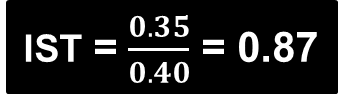 IST = 0.35/0.40 = 0.87